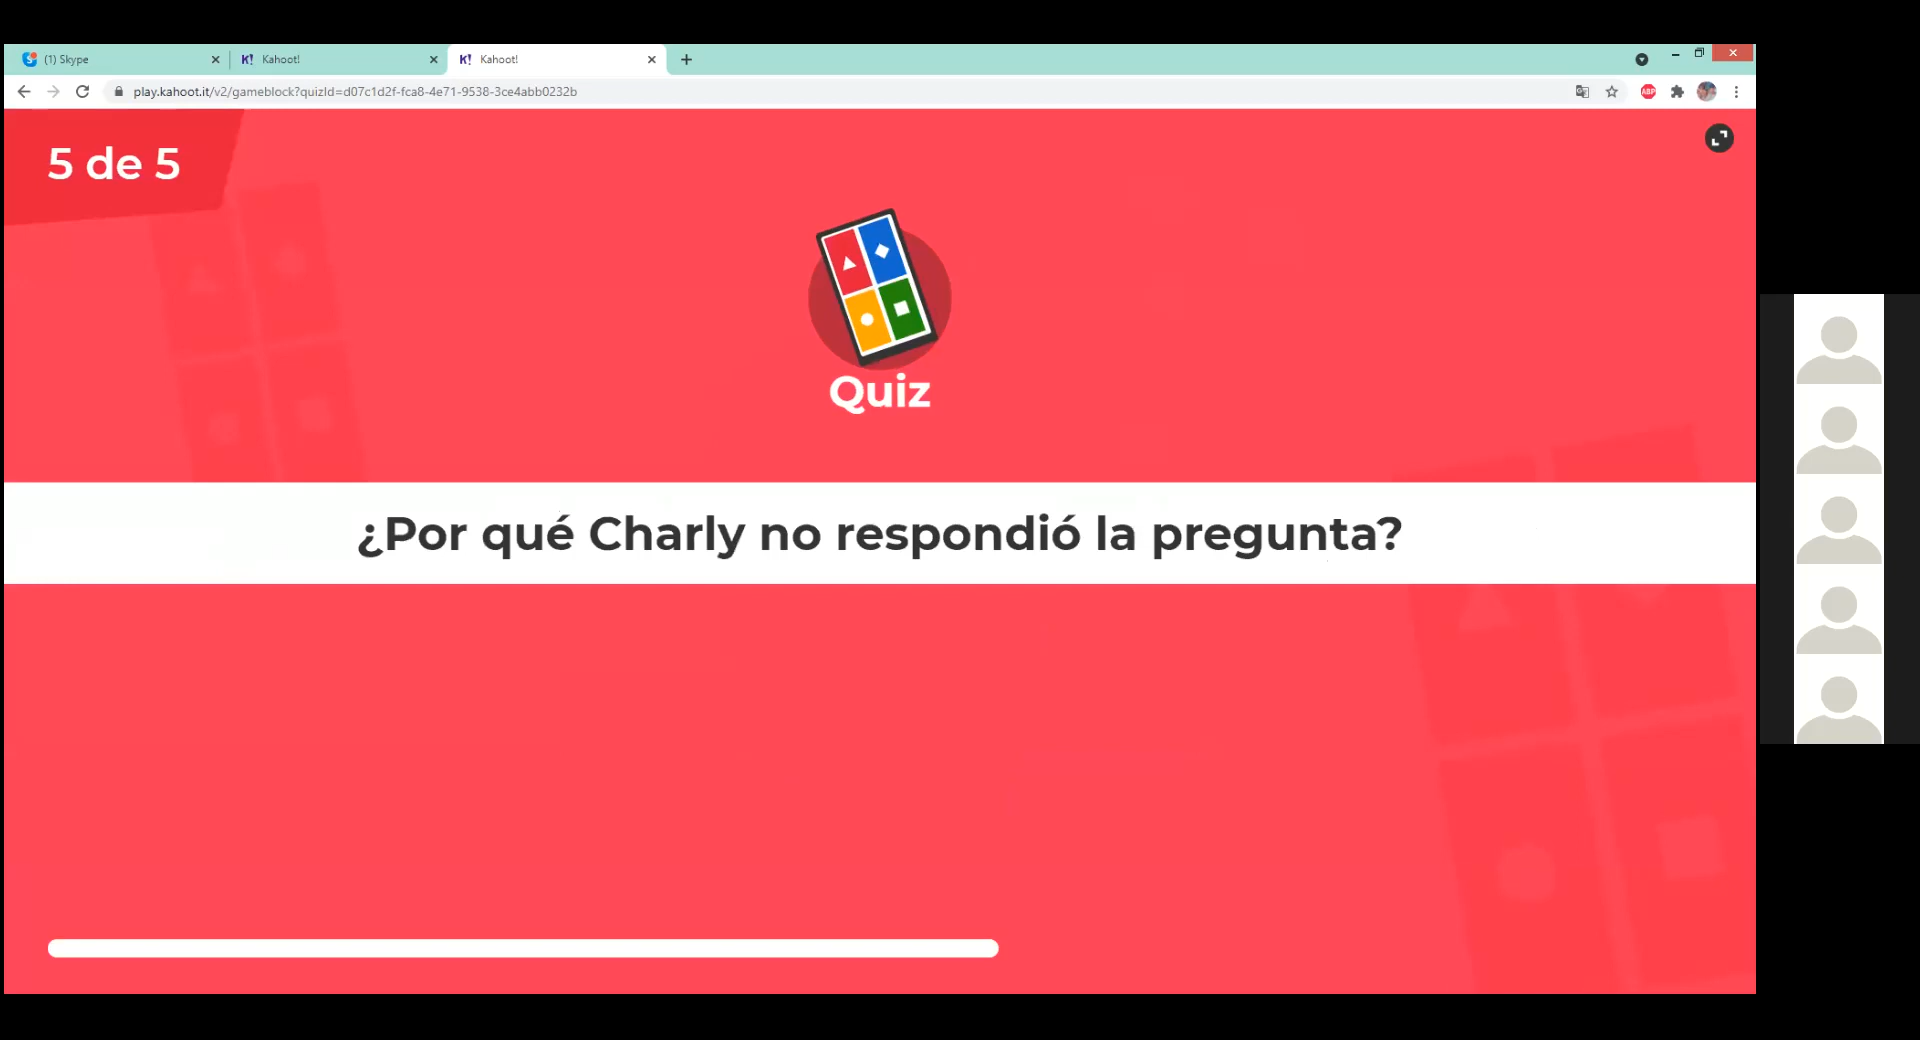 (1) Skype
K! Kahoot!
K! Kahoot!
play.kahoot.it/v2/gameblock?quizId=d07c1d2f-fca8-4e71-9538-3ce4abb0232b
ABP
5 de 5
Quiz
¿Por qué Charly no respondió la pregunta?